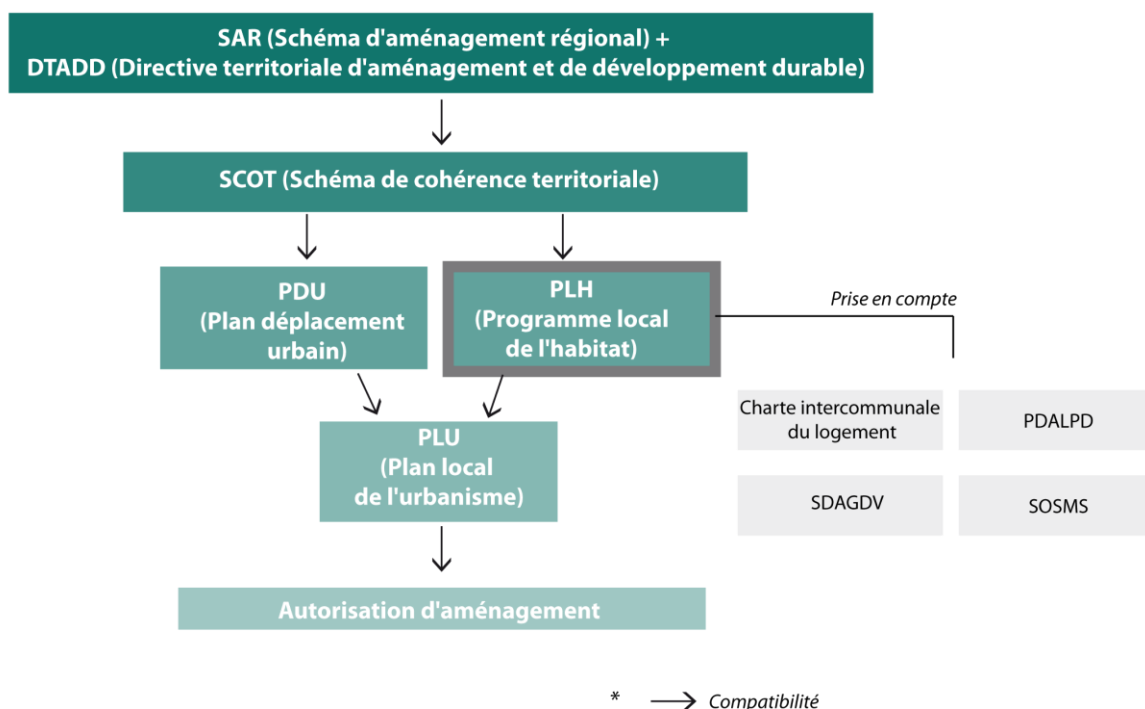 SAR (Schéma d'aménagement régional) +
DTADD (Directive territoriale d'aménagement et de développement durable)
SCOT (Schéma de cohérence territoriale)
PDU
(Plan déplacement
urbain)
PLH
(Programme local
de l'habitat)
Prise en compte
Charte intercommunale
du logement
PDALPD
PLU
(Plan local
de l'urbanisme)
SDAGDV
SOSMS
Autorisation d'aménagement
* Compatibilité